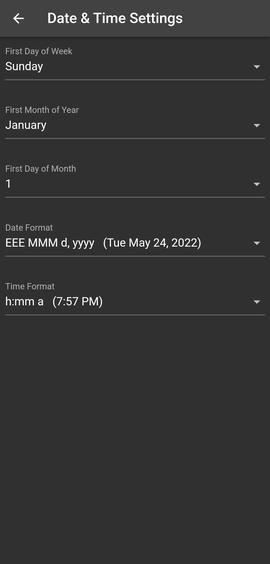 Date & Time Settings
First Day of Week
Sunday
First Month of Year
January
First Day of Month
1
Date Format
EEE MMM d, yyyy (Tue May 24, 2022)
Time Format
h:mm a (7:57 PM)